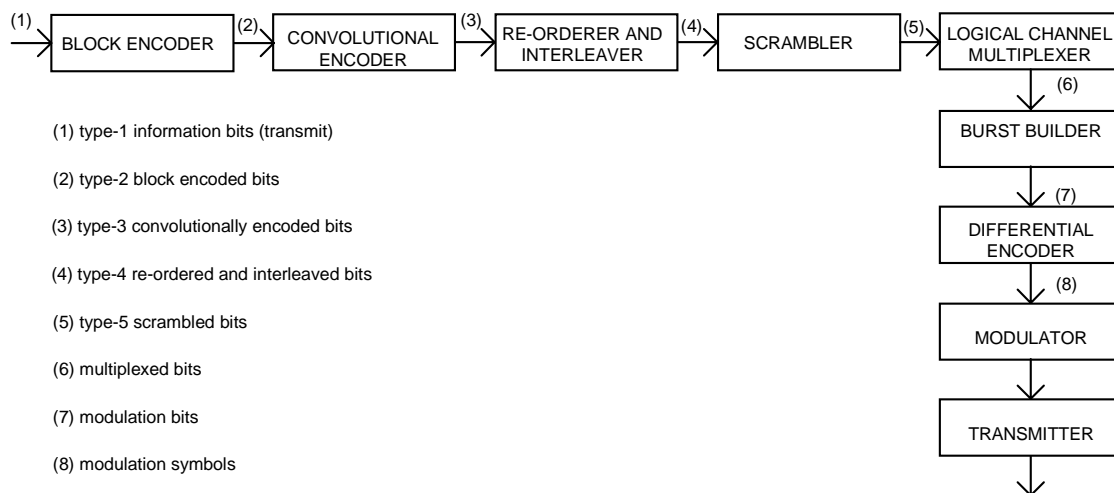 (1)
BLOCK ENCODER
(2)
CONVOLUTIONAL
ENCODER
(3)
RE-ORDERER AND
INTERLEAVER
(4)
SCRAMBLER
(5)
LOGICAL CHANNEL
MULTIPLEXER
(6)
BURST BUILDER
(7)
DIFFERENTIAL
ENCODER
(8)
MODULATOR
TRANSMITTER
(1) type-1 information bits (transmit)
(2) type-2 block encoded bits
(3) type-3 convolutionally encoded bits
(4) type-4 re-ordered and interleaved bits
(5) type-5 scrambled bits
(6) multiplexed bits
(7) modulation bits
(8) modulation symbols